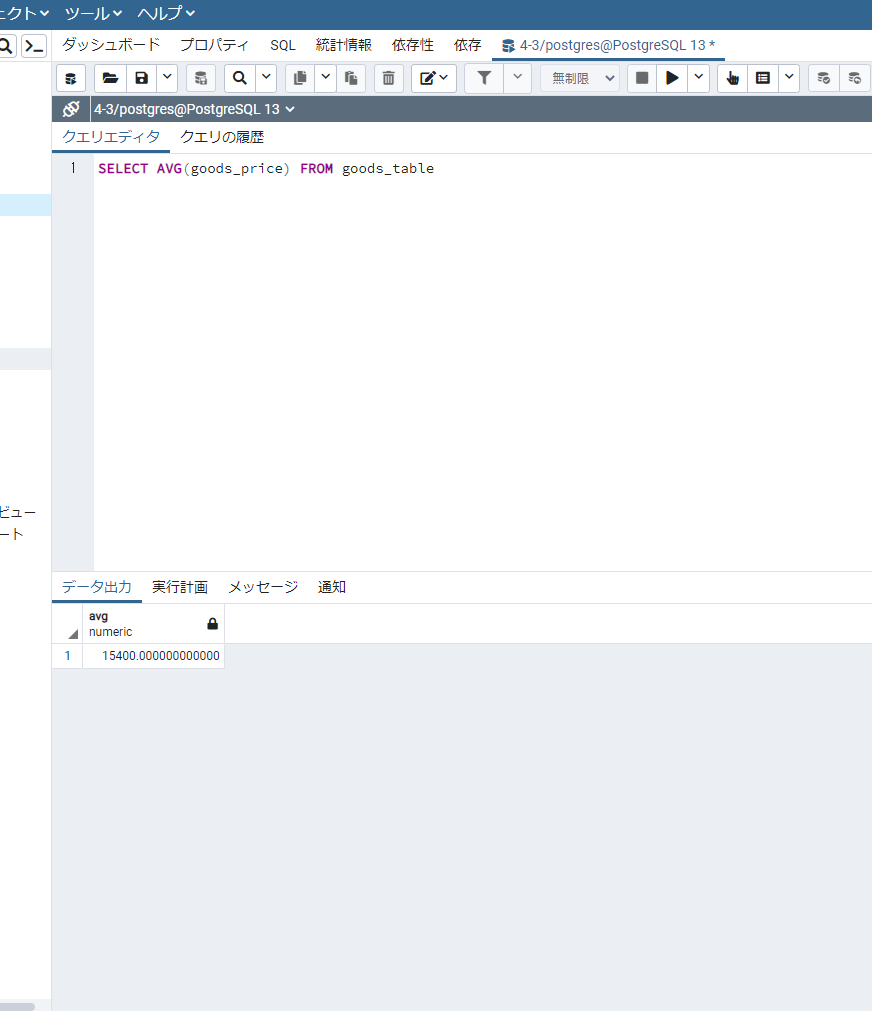 ェクト ツール ヘルプ
ダッシュボード プロパティ SQL 統計情報 依存性 依存 4-3/postgres@PostgreSQL 13 *
無制限
4-3/postgres@PostgreSQL 13
クエリエディタ クエリの履歴
1 SELECT AVG(goods_price) FROM goods_table
ビュー
ート
データ出力 実行計画 メッセージ 通知
avg
numeric
1 15400.000000000000